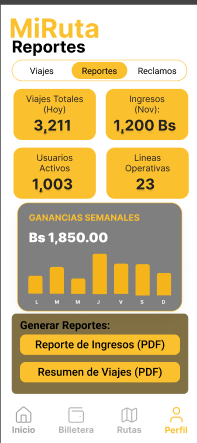 MiRuta
Reportes
Viajes Reportes Reclamos
Viajes Totales
(Hoy)
3,211
Ingresos
(Nov):
1,200 Bs
Usuarios
Activos
1,003
Lineas
Operativas
23
GANANCIAS SEMANALES
Bs 1,850.00
L M M J V S D
Generar Reportes:
Reporte de Ingresos (PDF)
Resumen de Viajes (PDF)
Inicio Billetera Rutas Perfil